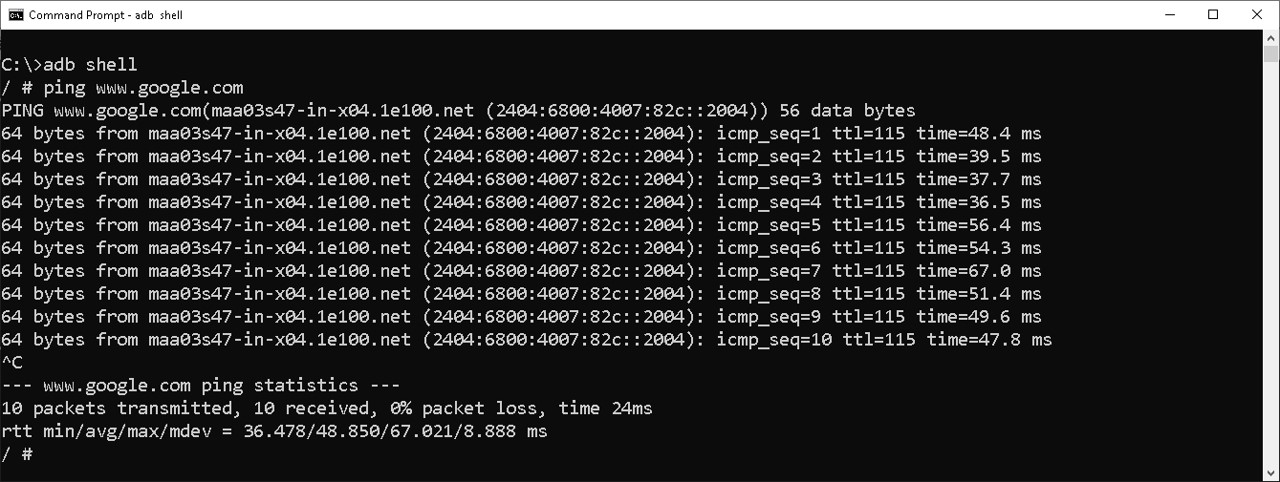 Command Prompt - adb  shell
C:\>adb shell
/ # ping www.google.com
PING www.google.com(maa03s47-in-x04.1e100.net (2404:6800:4007:82c::2004)) 56 data bytes
64 bytes from maa03s47-in-x04.1e100.net (2404:6800:4007:82c::2004): icmp_seq=1 ttl=115 time=48.4 ms
64 bytes from maa03s47-in-x04.1e100.net (2404:6800:4007:82c::2004): icmp_seq=2 ttl=115 time=39.5 ms
64 bytes from maa03s47-in-x04.1e100.net (2404:6800:4007:82c::2004): icmp_seq=3 ttl=115 time=37.7 ms
64 bytes from maa03s47-in-x04.1e100.net (2404:6800:4007:82c::2004): icmp_seq=4 ttl=115 time=36.5 ms
64 bytes from maa03s47-in-x04.1e100.net (2404:6800:4007:82c::2004): icmp_seq=5 ttl=115 time=56.4 ms
64 bytes from maa03s47-in-x04.1e100.net (2404:6800:4007:82c::2004): icmp_seq=6 ttl=115 time=54.3 ms
64 bytes from maa03s47-in-x04.1e100.net (2404:6800:4007:82c::2004): icmp_seq=7 ttl=115 time=67.0 ms
64 bytes from maa03s47-in-x04.1e100.net (2404:6800:4007:82c::2004): icmp_seq=8 ttl=115 time=51.4 ms
64 bytes from maa03s47-in-x04.1e100.net (2404:6800:4007:82c::2004): icmp_seq=9 ttl=115 time=49.6 ms
64 bytes from maa03s47-in-x04.1e100.net (2404:6800:4007:82c::2004): icmp_seq=10 ttl=115 time=47.8 ms
^C
--- www.google.com ping statistics ---
10 packets transmitted, 10 received, 0% packet loss, time 24ms
rtt min/avg/max/mdev = 36.478/48.850/67.021/8.888 ms
/ #